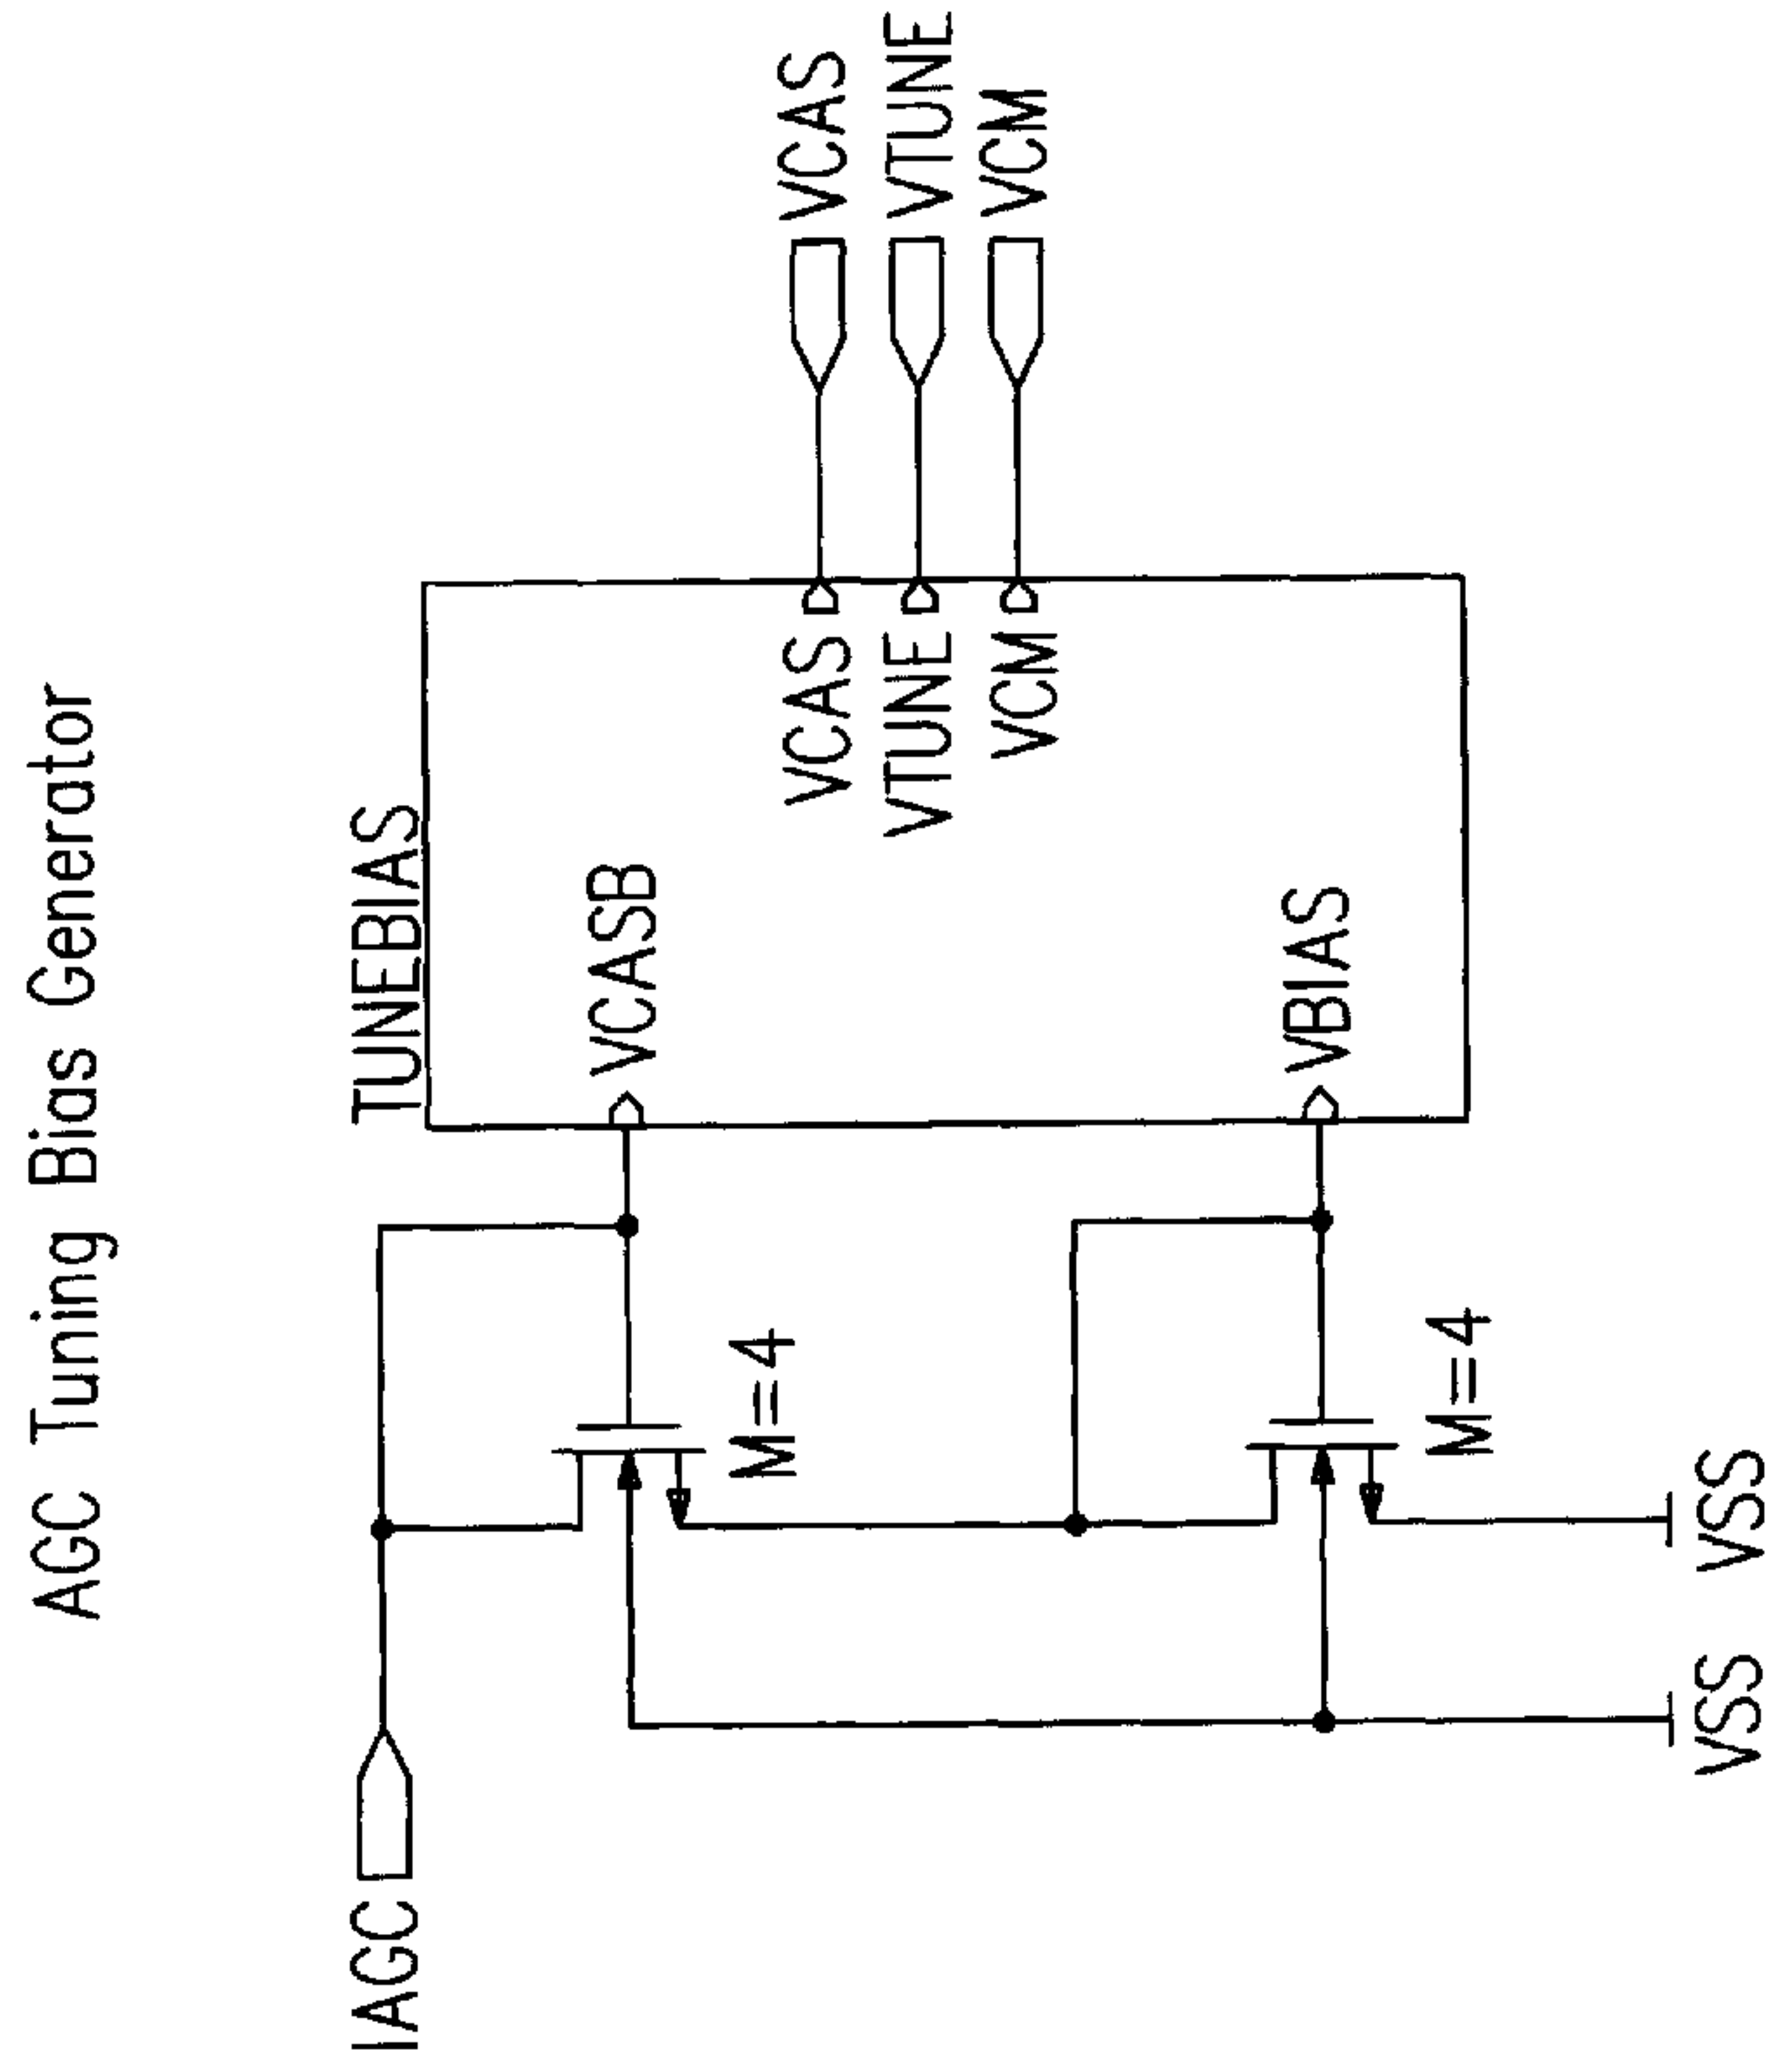 AGC Tuning Bias Generator
IAGC
TUNEBIAS
VCASB
M=4
VCAS
VCAS
VTUNE
VTUNE
VCM
VCM
VBIAS
M=4
VSS
VSS